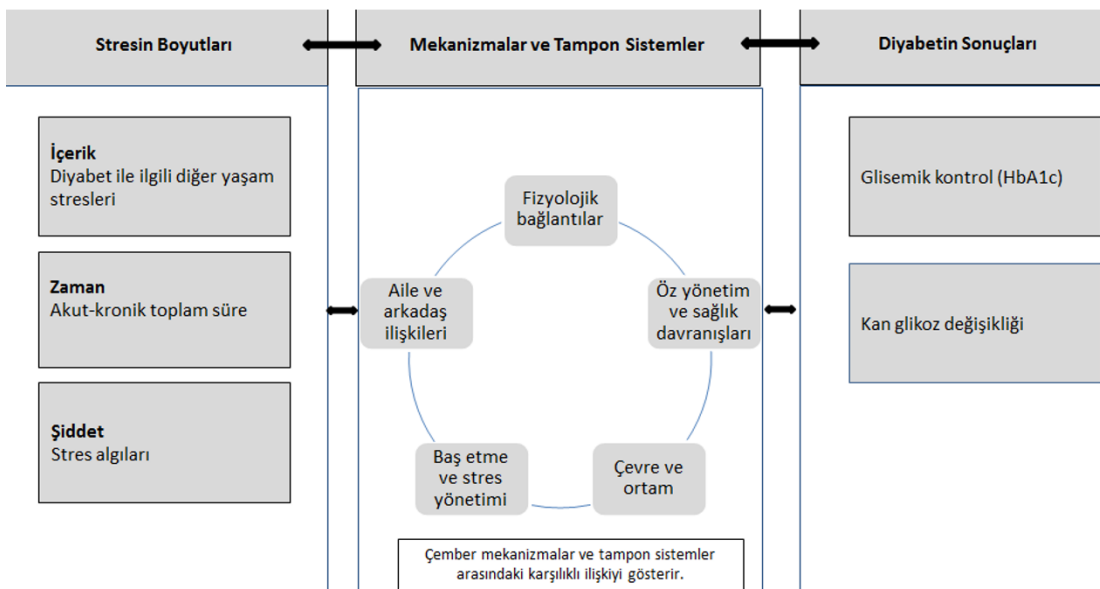 Stresin Boyutları
Mekanizmalar ve Tampon Sistemler
Diyabetin Sonuçları
İçerik
Diyabet ile ilgili diğer yaşam
stresleri
Zaman
Akut-kronik toplam süre
Şiddet
Stres algıları
Fizyolojik
bağlantılar
Aile ve
arkadaş
ilişkileri
Öz yönetim
ve sağlık
davranışları
Baş etme
ve stres
yönetimi
Çevre ve
ortam
Çember mekanizmalar ve tampon sistemler
arasındaki karşılıklı ilişkiyi gösterir.
Glisemik kontrol (HbA1c)
Kan glikoz değişikliği